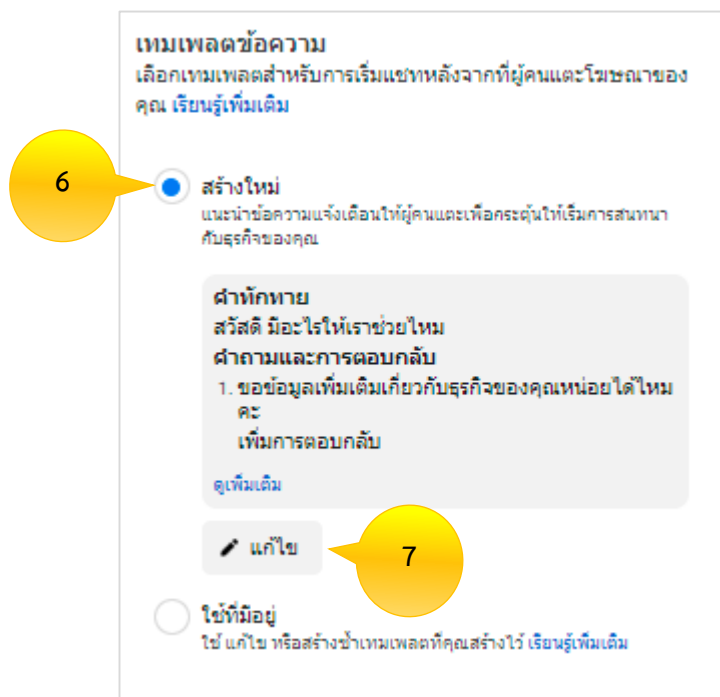 เทมเพลตข้อความ
เลือกเทมเพลตสำหรับการเริ่มแชทหลังจากที่ผู้คนแตะโฆษณาของ
คุณ เรียนรู้เพิ่มเติม
6
สร้างใหม่
แนะนำข้อความแจ้งเตือนให้ผู้คนแตะเพื่อกระตุ้นให้เริ่มการสนทนา
กับธุรกิจของคุณ
คำทักทาย
สวัสดี มีอะไรให้เราช่วยไหม
คำถามและการตอบกลับ
1. ขอข้อมูลเพิ่มเติมเกี่ยวกับธุรกิจของคุณหน่อยได้ไหม
คะ
เพิ่มการตอบกลับ
ดูเพิ่มเติม
แก้ไข
7
ใช้ที่มีอยู่
ใช้ แก้ไข หรือสร้างซ้ำเทมเพลตที่คุณสร้างไว้ เรียนรู้เพิ่มเติม